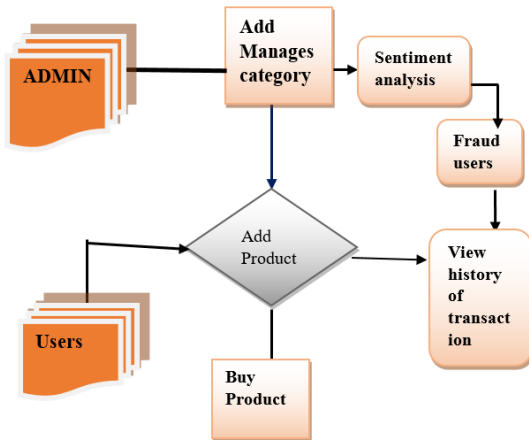 ADMIN
Add
Manages
category
Sentiment
analysis
Fraud
users
Add
Product
View
history
of
transact
ion
Users
Buy
Product